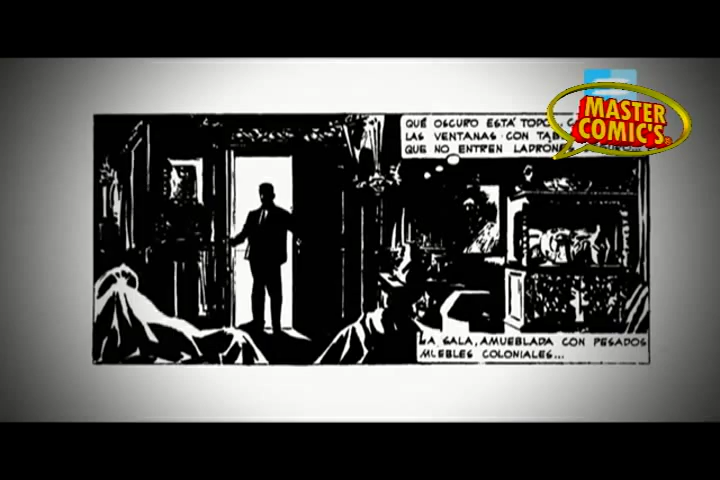 QUÉ OSCURO ESTÁ TODO...
LAS VENTANAS CON
QUE NO ENTREN LADRONES
MASTER
COMIC'S
LA SALA, AMUEBLADA CON PESADOS
MUEBLES COLONIALES...